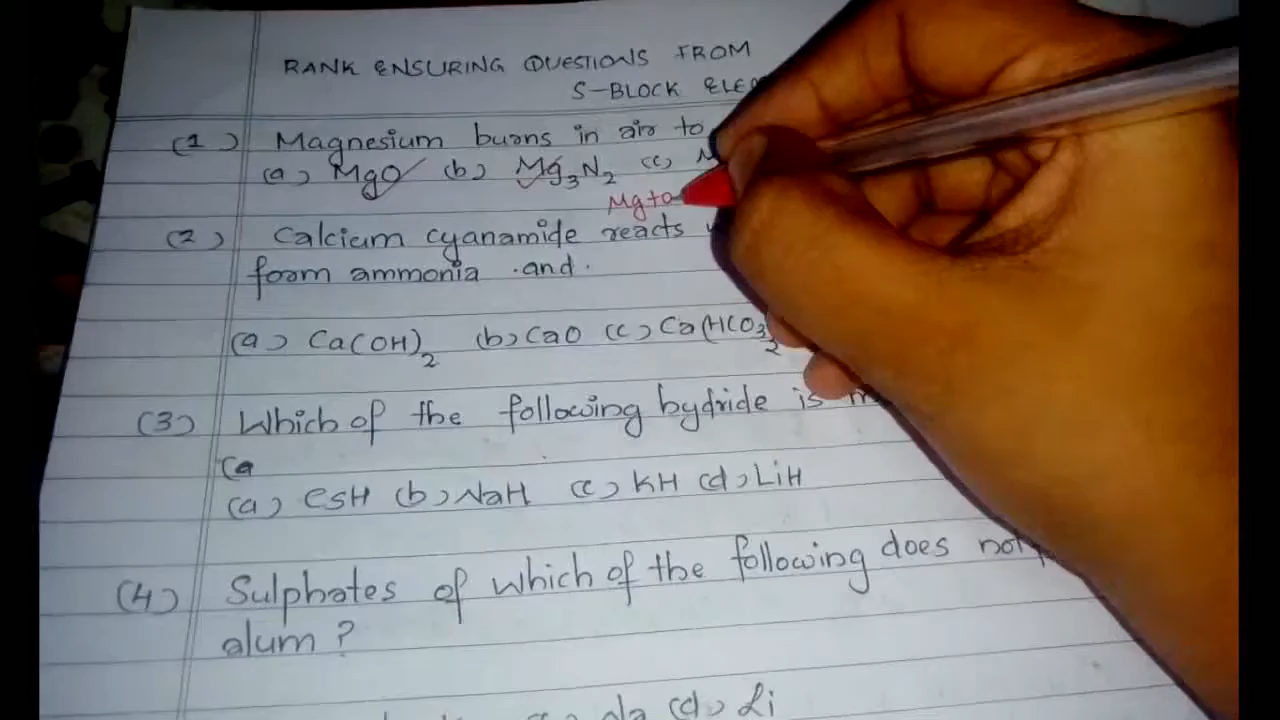 RANK ENSURING QUESTIONS FROM
S-BLOCK
(1) Magnesium burns in air to
(a) MgO (b) Mg₃N₂ (c)
Mg+O
(2) Calcium cyanamide reacts
form ammonia .and.
(a) Ca(OH)₂ (b) CaO (c) Ca(HCO₃)₂
(3) Which of the following bydride is
(a
(a) CsH (b) NaH (c) KH (d) LiH
(4) Sulphates of which of the following does not
alum?
(d) Li